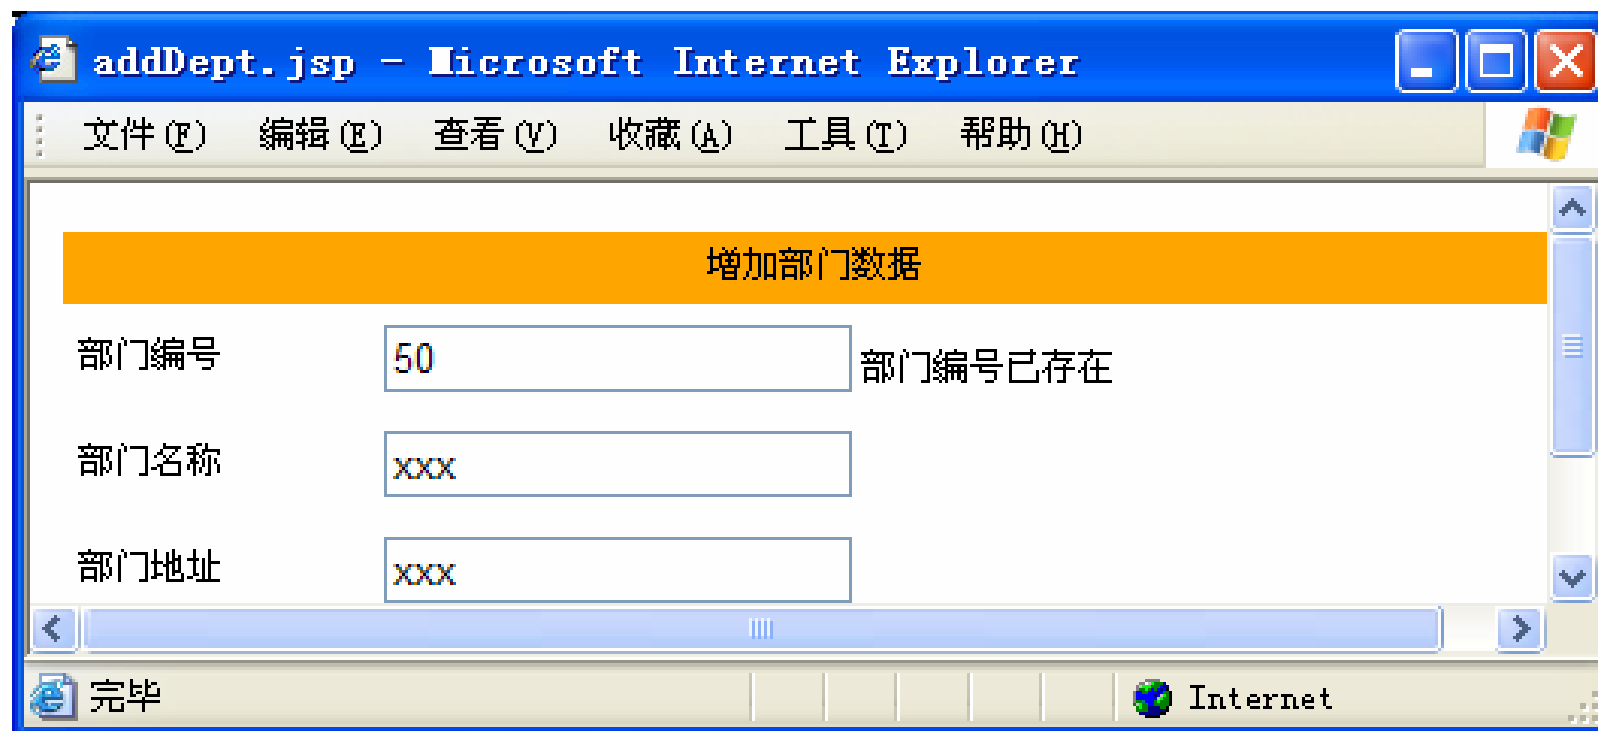 addDept.jsp - Microsoft Internet Explorer
文件(F) 编辑(E) 查看(V) 收藏(A) 工具(T) 帮助(H)
增加部门数据
部门编号 50 部门编号已存在
部门名称 xxx
部门地址 xxx
完毕 Internet